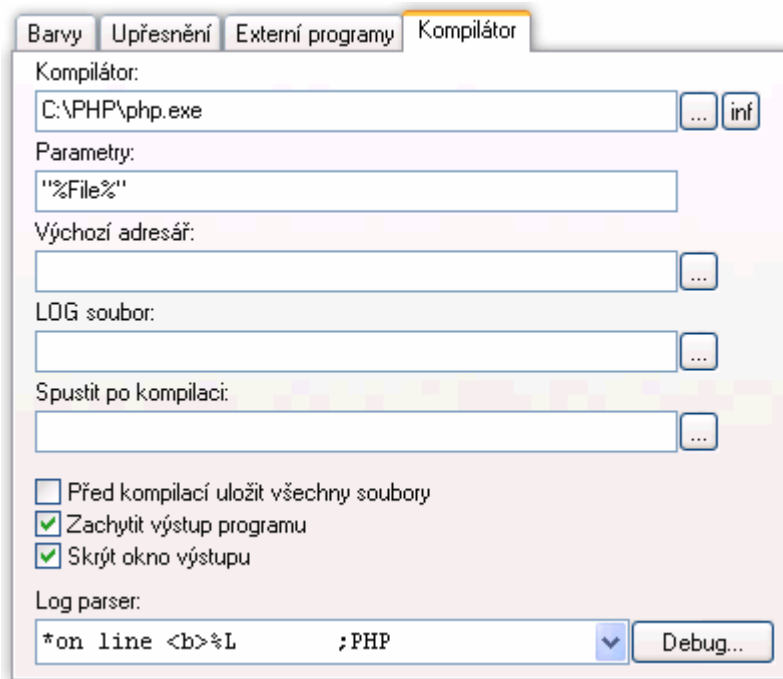 Barvy Upřesnění Externí programy Kompilátor
Kompilátor:
C:\PHP\php.exe ... inf
Parametry:
"%File%"
Výchozí adresář:
...
LOG soubor:
...
Spustit po kompilaci:
...
Před kompilací uložit všechny soubory
Zachytit výstup programu
Skrýt okno výstupu
Log parser:
*on line <b>%L ;PHP Debug...